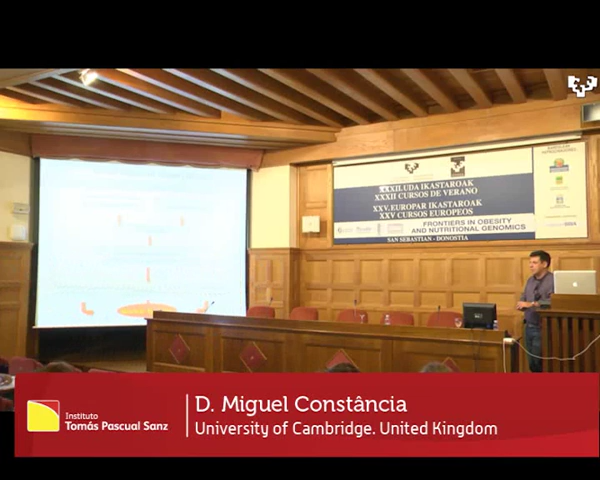 XXXII.UDA IKASTAROAK
XXXII CURSOS DE VERANO
XXV.EUROPAR IKASTAROAK
XXV CURSOS EUROPEOS
FRONTIERS IN OBESITY
AND NUTRITIONAL GENOMICS
SAN SEBASTIAN - DONOSTIA
D. Miguel Constância
University of Cambridge. United Kingdom
Instituto
Tomás Pascual Sanz